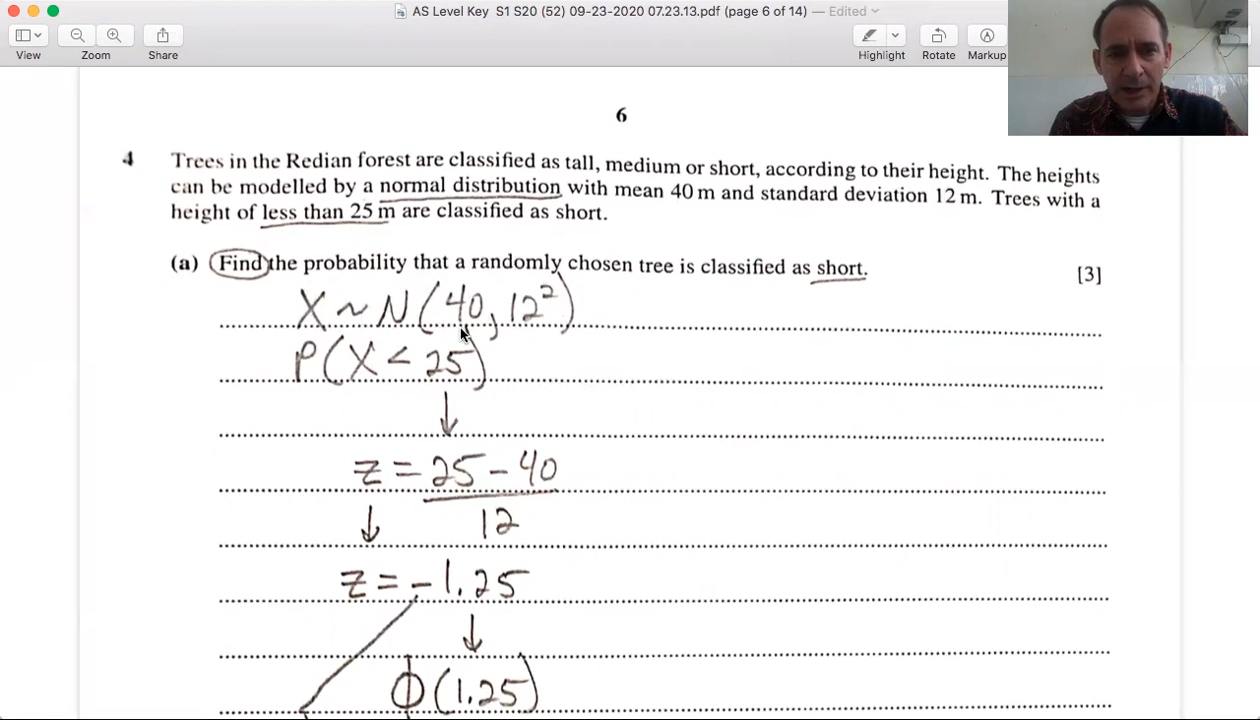 AS Level Key S1 S20 (52) 09-23-2020 07.23.13.pdf (page 6 of 14) — Edited
View Zoom Share Highlight Rotate Markup
6
4 Trees in the Redian forest are classified as tall, medium or short, according to their height. The heights
can be modelled by a normal distribution with mean 40 m and standard deviation 12 m. Trees with a
height of less than 25 m are classified as short.
(a) Find the probability that a randomly chosen tree is classified as short. [3]
X ~ N(40, 12²)
P(X < 25)
↓
z = 25 - 40
12
↓
z = -1.25
↓
Φ(1.25)